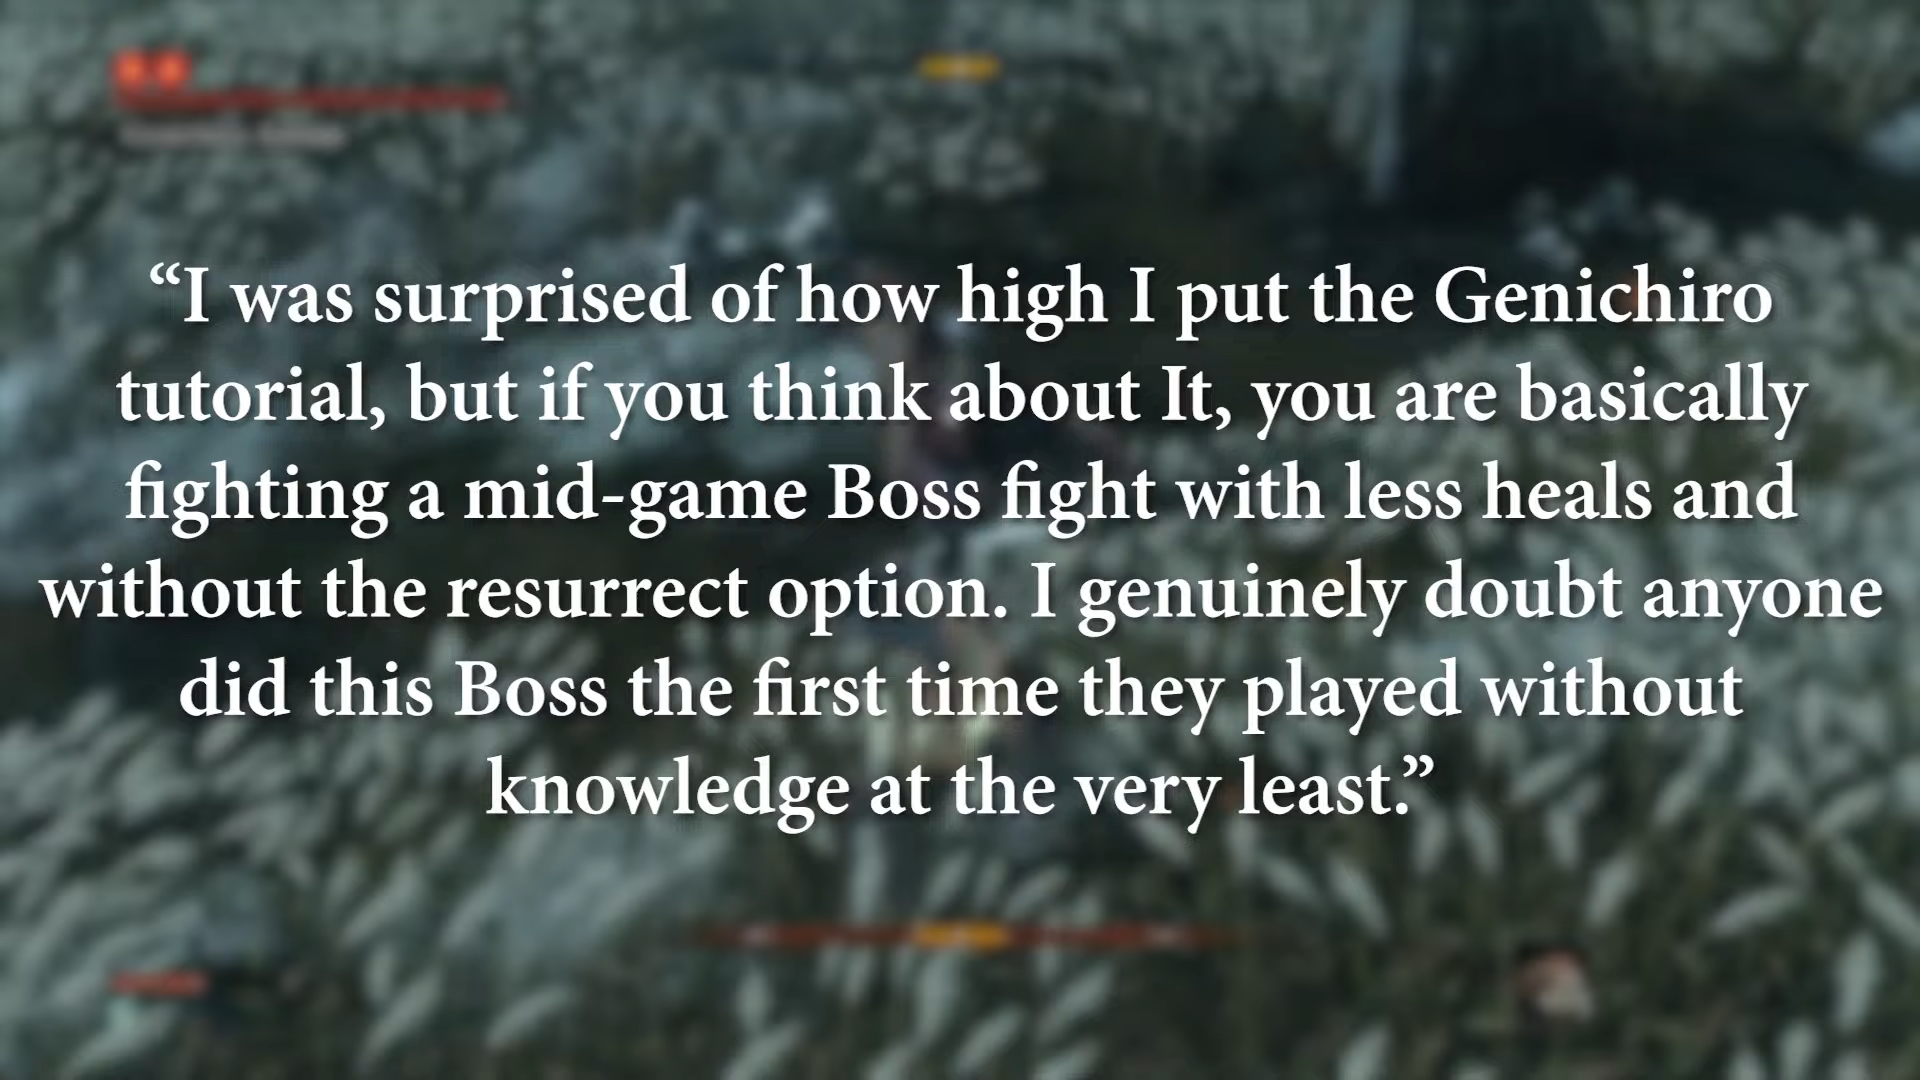 “I was surprised of how high I put the Genichiro
tutorial, but if you think about It, you are basically
fighting a mid-game Boss fight with less heals and
without the resurrect option. I genuinely doubt anyone
did this Boss the first time they played without
knowledge at the very least.”